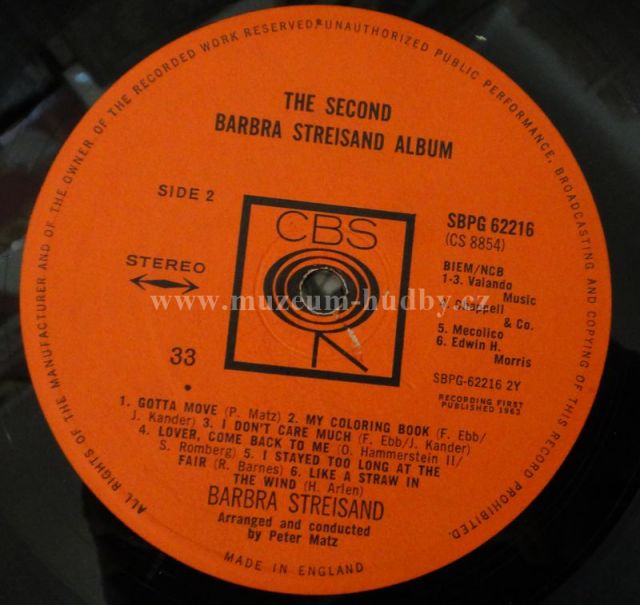 ALL RIGHTS OF THE MANUFACTURER AND OF THE OWNER OF THE RECORDED WORK RESERVED. UNAUTHORIZED PUBLIC PERFORMANCE, BROADCASTING AND COPYING OF THIS RECORD PROHIBITED.
THE SECOND
BARBRA STREISAND ALBUM
SIDE 2
CBS
SBPG 62216
(CS 8854)
STEREO
BIEM/NCB
1-3. Valando
Music
www.muzeum-hudby.cz
4. Chappell
& Co.
5. Mecolico
6. Edwin H.
Morris
33
SBPG-62216 2Y
RECORDING FIRST
PUBLISHED 1963
1. GOTTA MOVE (P. Matz) 2. MY COLORING BOOK (F. Ebb/
J. Kander) 3. I DON'T CARE MUCH (F. Ebb/J. Kander)
4. LOVER, COME BACK TO ME (O. Hammerstein II/
S. Romberg) 5. I STAYED TOO LONG AT THE
FAIR (R. Barnes) 6. LIKE A STRAW IN
THE WIND (H. Arlen)
BARBRA STREISAND
Arranged and conducted
by Peter Matz
MADE IN ENGLAND